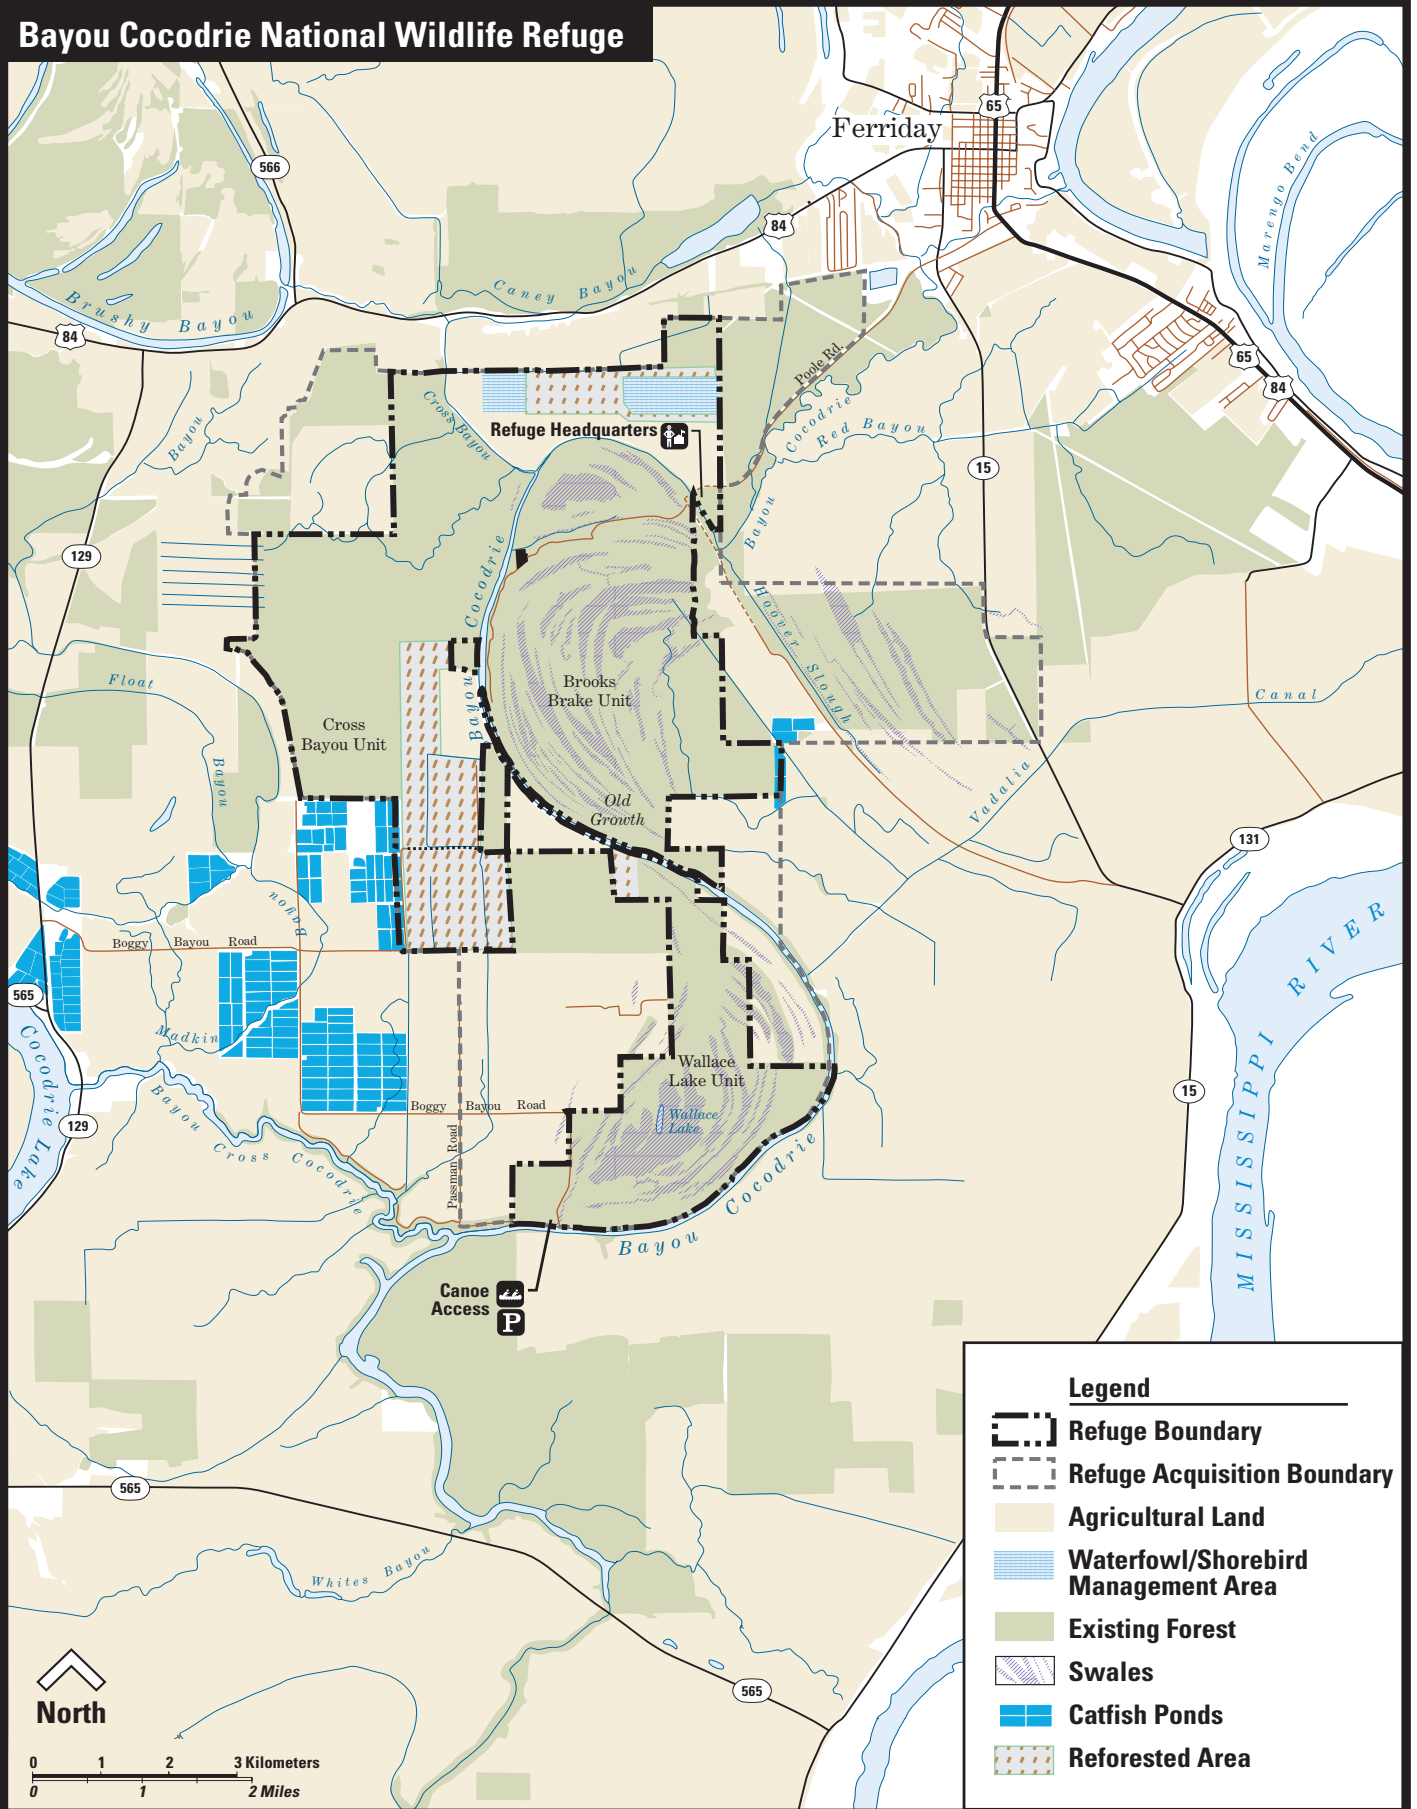 Bayou Cocodrie National Wildlife Refuge
65
Ferriday
566
84
Marengo Bend
Caney Bayou
Brushy Bayou
84
65
84
Poole Rd.
Cross Bayou
Cocodrie
Bayou
Red Bayou
Bayou
Refuge Headquarters
15
129
Cocodrie
Bayou
Hoover Slough
Float
Bayou
Brooks
Brake Unit
Canal
Cross
Bayou Unit
Vadalia
Old
Growth
131
Bayou
Boggy Bayou Road
565
MISSISSIPPI RIVER
Madkin
Cocodrie Lake
Wallace
Lake Unit
15
Bayou Cross Cocodrie
Boggy Bayou Road
Wallace
Lake
129
Passman Road
Bayou Cocodrie
Canoe
Access
P
565
Whites Bayou
565
North
0 1 2 3 Kilometers
0 1 2 Miles
Legend
Refuge Boundary
Refuge Acquisition Boundary
Agricultural Land
Waterfowl/Shorebird
Management Area
Existing Forest
Swales
Catfish Ponds
Reforested Area